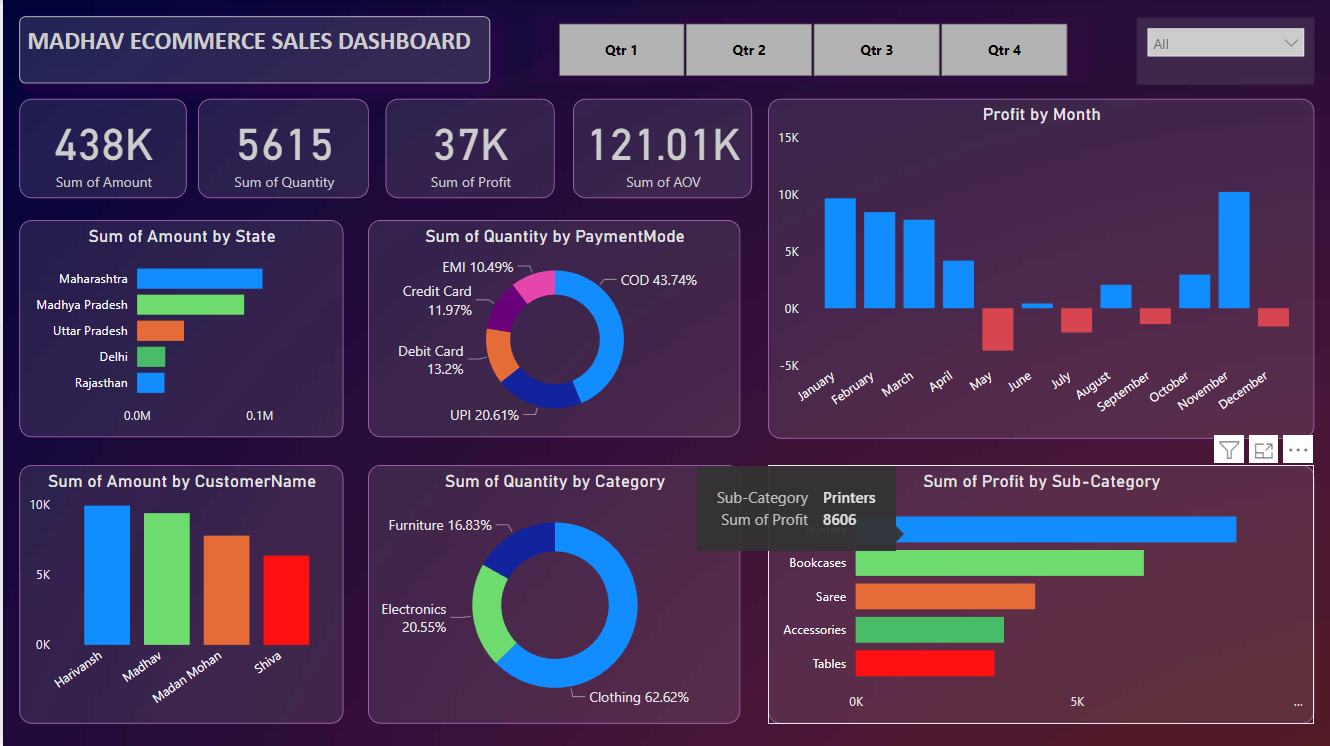 MADHAV ECOMMERCE SALES DASHBOARD
Qtr 1
Qtr 2
Qtr 3
Qtr 4
All
438K
Sum of Amount
5615
Sum of Quantity
37K
Sum of Profit
121.01K
Sum of AOV
Profit by Month
15K
10K
5K
0K
-5K
January
February
March
April
May
June
July
August
September
October
November
December
Sum of Amount by State
Maharashtra
Madhya Pradesh
Uttar Pradesh
Delhi
Rajasthan
0.0M
0.1M
Sum of Quantity by PaymentMode
EMI 10.49%
COD 43.74%
Credit Card
11.97%
Debit Card
13.2%
UPI 20.61%
Sum of Amount by CustomerName
10K
5K
0K
Harivansh
Madhav
Madan Mohan
Shiva
Sum of Quantity by Category
Furniture 16.83%
Electronics
20.55%
Clothing 62.62%
Sub-Category Printers
Sum of Profit 8606
Sum of Profit by Sub-Category
Printers
Bookcases
Saree
Accessories
Tables
0K
5K
...